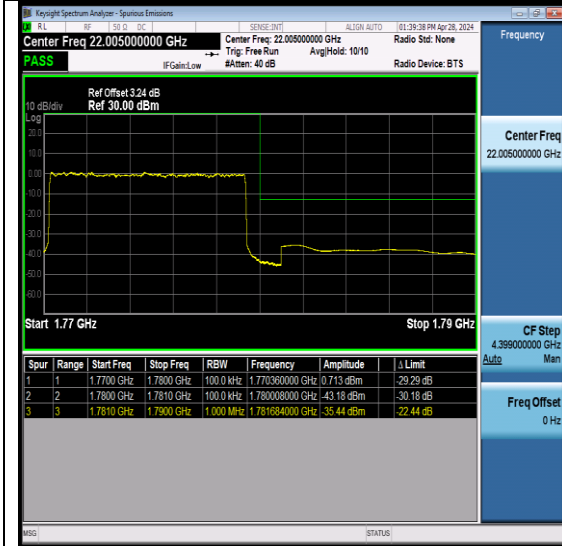 Keysight Spectrum Analyzer - Spurious Emissions
RL RF 50 Ω DC SENSE:INT ALIGN AUTO 01:39:38 PM Apr 28, 2024
Center Freq 22.005000000 GHz Center Freq: 22.005000000 GHz Radio Std: None
Trig: Free Run Avg|Hold: 10/10
PASS IFGain:Low #Atten: 40 dB Radio Device: BTS
Frequency
Ref Offset 3.24 dB
10 dB/div Ref 30.00 dBm
Log
20.0
10.0
0.00
-10.0
-20.0
-30.0
-40.0
-50.0
-60.0
Start 1.77 GHz Stop 1.79 GHz
Center Freq
22.005000000 GHz
CF Step
4.399000000 GHz
Auto Man
Freq Offset
0 Hz
Spur Range Start Freq Stop Freq RBW Frequency Amplitude Δ Limit
1 1 1.7700 GHz 1.7800 GHz 100.0 kHz 1.770360000 GHz 0.713 dBm -29.29 dB
2 2 1.7800 GHz 1.7810 GHz 100.0 kHz 1.780008000 GHz -43.18 dBm -30.18 dB
3 3 1.7810 GHz 1.7900 GHz 1.000 MHz 1.781684000 GHz -35.44 dBm -22.44 dB
MSG STATUS